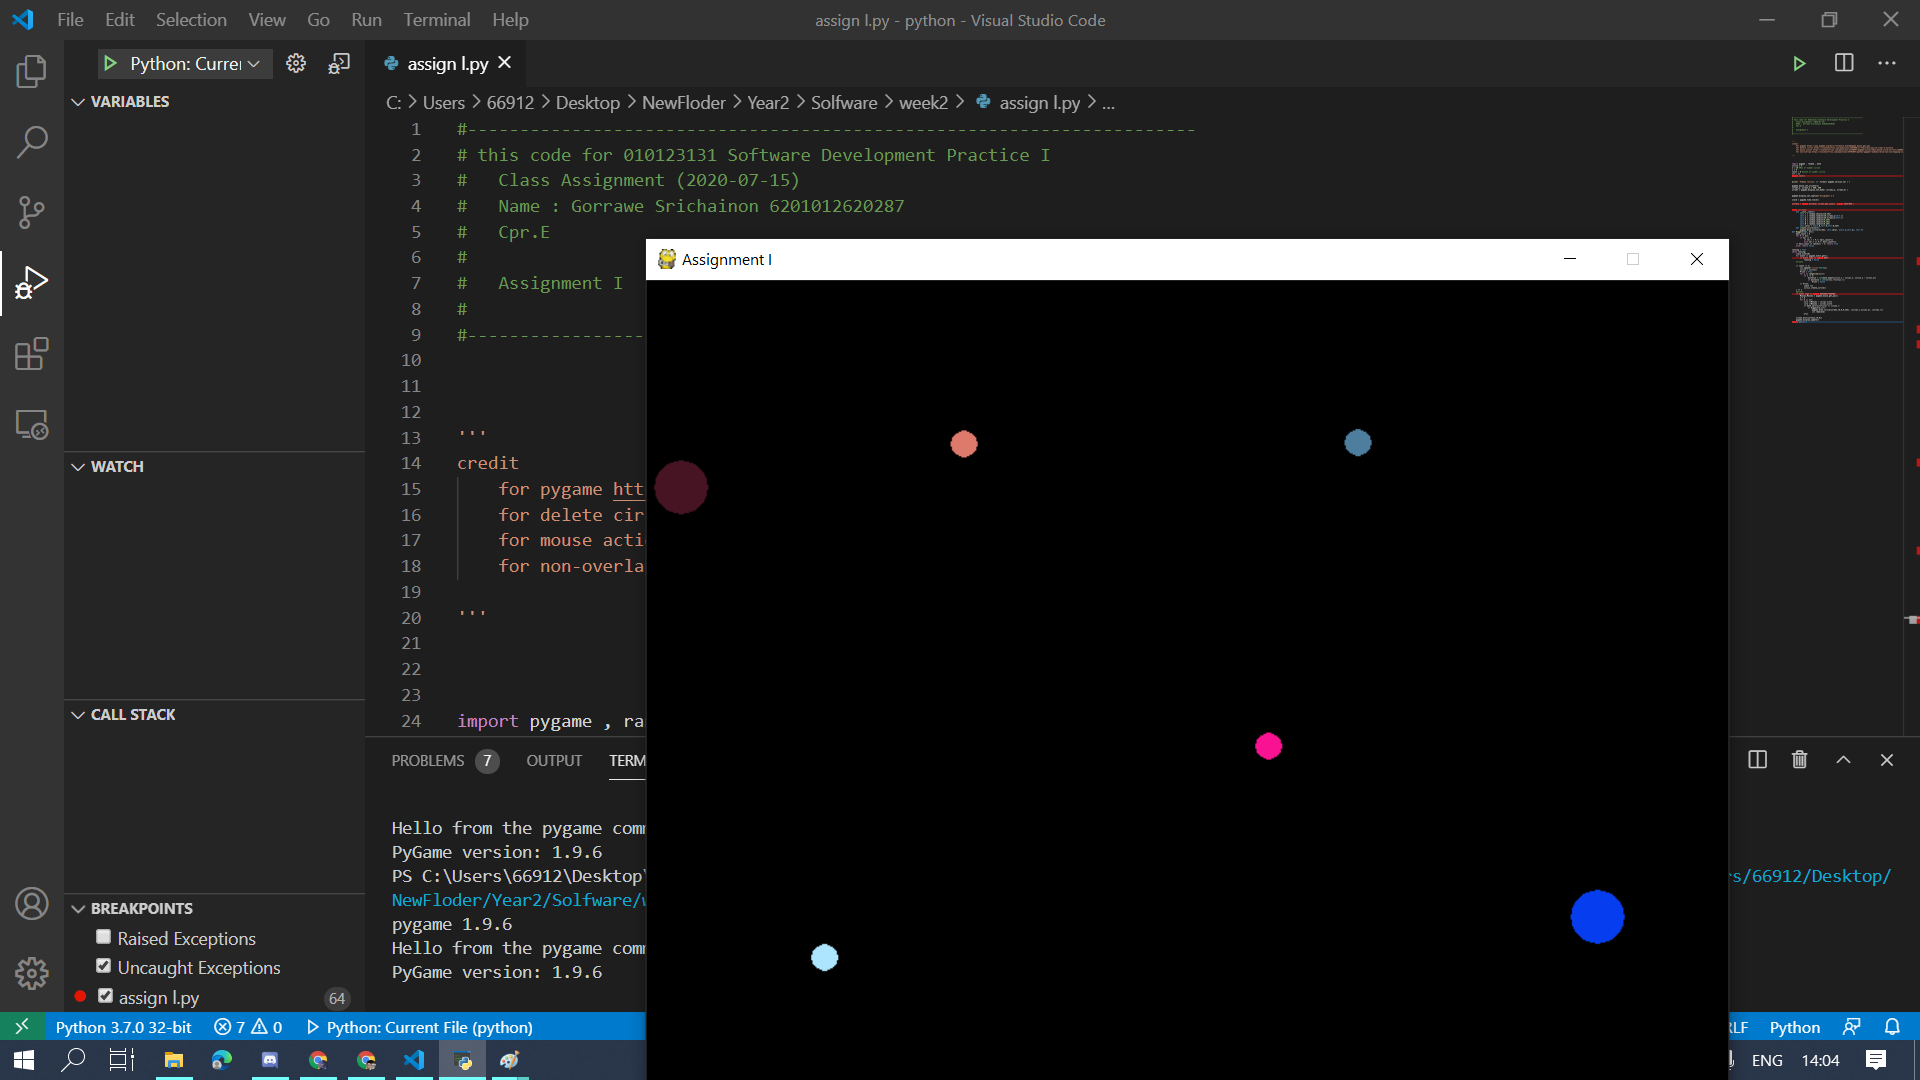 File Edit Selection View Go Run Terminal Help
assign l.py - python - Visual Studio Code
Python: Currer
assign l.py
VARIABLES
C: > Users > 66912 > Desktop > NewFloder > Year2 > Solfware > week2 > assign l.py > ...
1 #----------------------------------------------------------------------
2 # this code for 010123131 Software Development Practice I
3 #   Class Assignment (2020-07-15)
4 #   Name : Gorrawe Srichainon 6201012620287
5 #   Cpr.E
6 #
7 #   Assignment I
8 #
9 #-----------------
10
11
12
13 '''
14 credit
15 for pygame htt
16 for delete cir
17 for mouse actio
18 for non-overla
19
20 '''
21
22
23
24 import pygame , ra
Assignment I
WATCH
CALL STACK
BREAKPOINTS
Raised Exceptions
Uncaught Exceptions
assign l.py 64
PROBLEMS 7 OUTPUT TERM
Hello from the pygame com
PyGame version: 1.9.6
PS C:\Users\66912\Desktop
s/66912/Desktop/
NewFloder/Year2/Solfware/w
pygame 1.9.6
Hello from the pygame com
PyGame version: 1.9.6
Python 3.7.0 32-bit 7 0 Python: Current File (python)
RLF Python
ENG 14:04